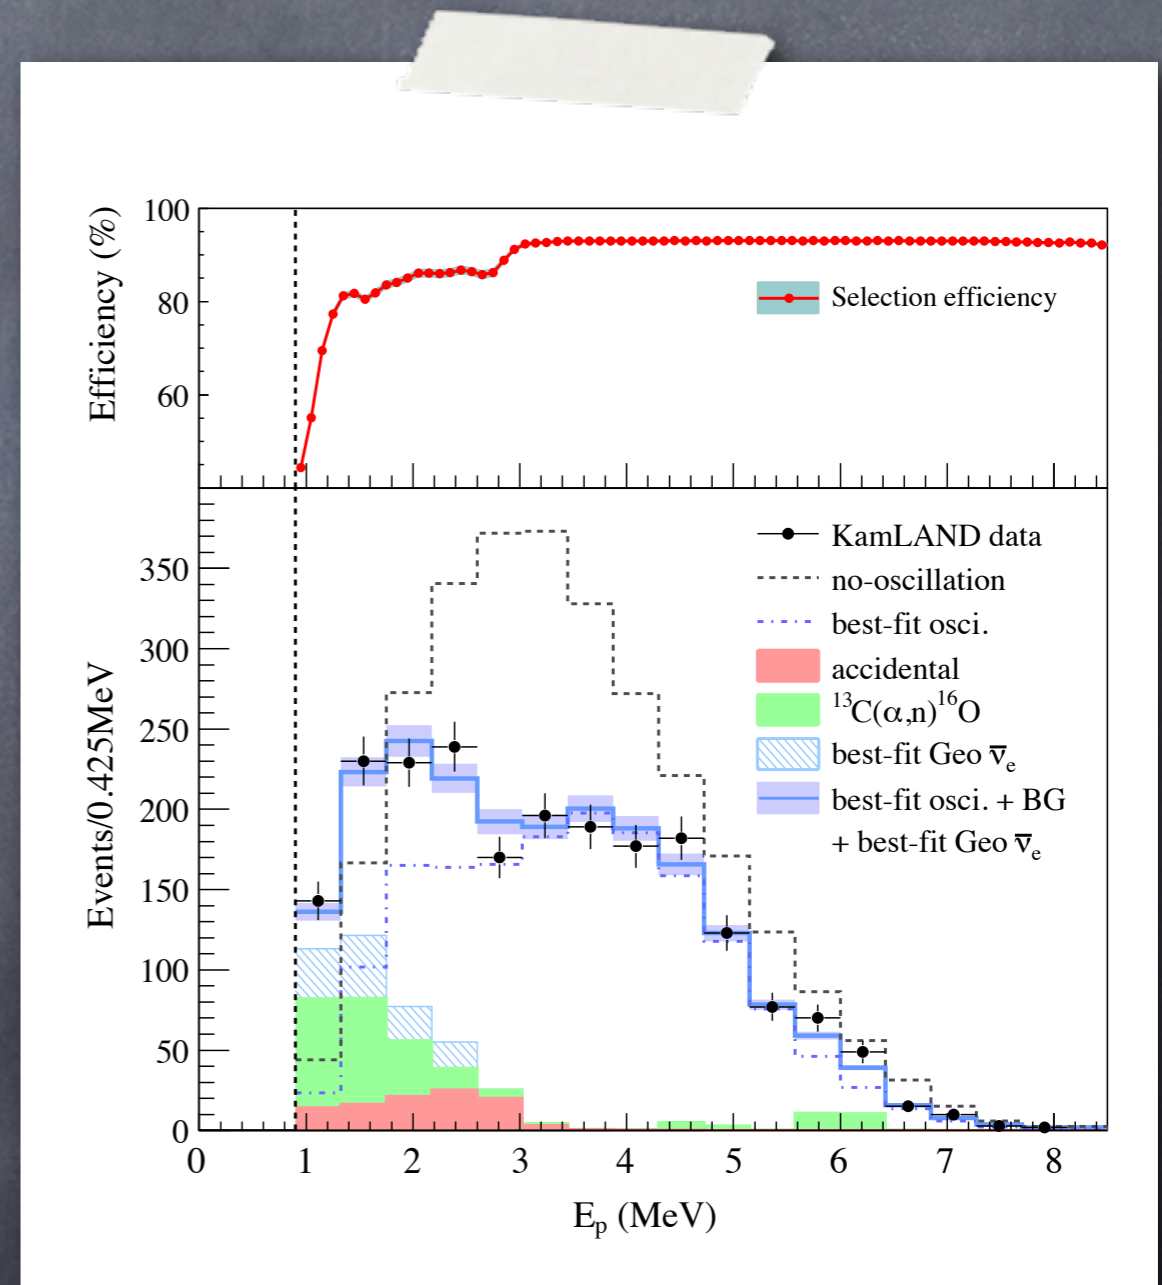 Efficiency (%)
100
80
60
Selection efficiency
Events/0.425MeV
350
300
250
200
150
100
50
0
KamLAND data
no-oscillation
best-fit osci.
accidental
¹³C(α,n)¹⁶O
best-fit Geo ν̅ₑ
best-fit osci. + BG
+ best-fit Geo ν̅ₑ
0 1 2 3 4 5 6 7 8
Eₚ (MeV)